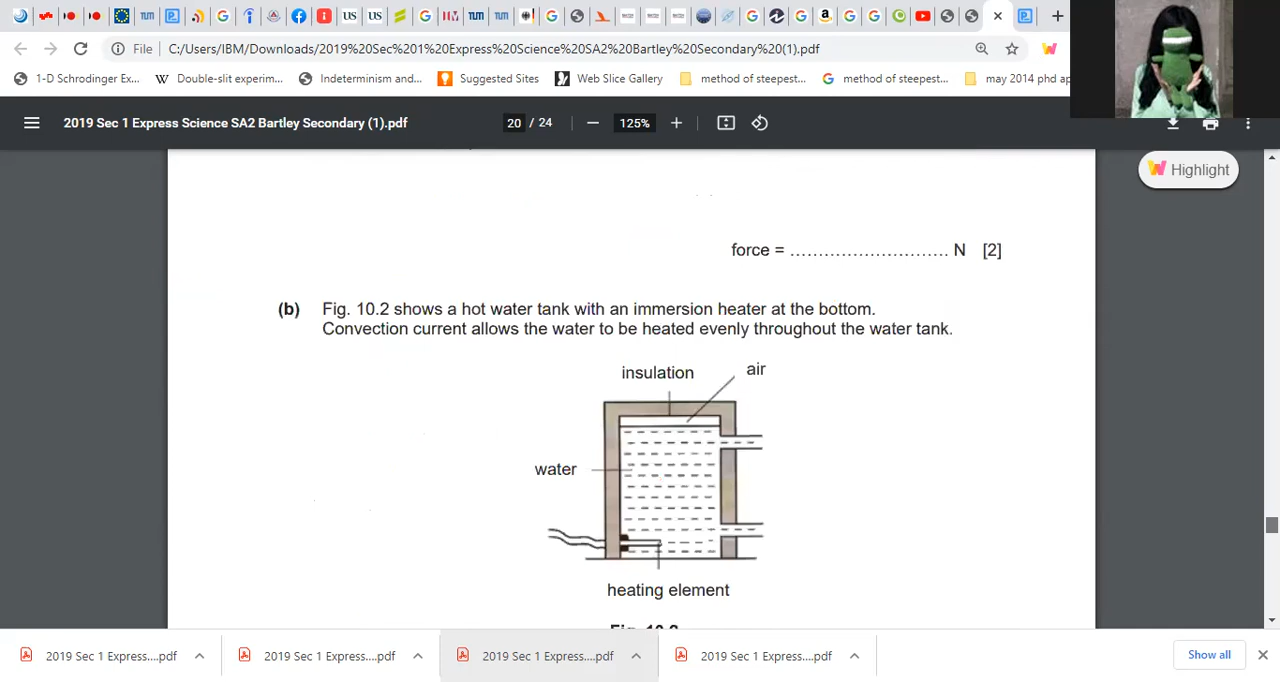 US
US
TUM
TUM
File
C:/Users/IBM/Downloads/2019%20Sec%201%20Express%20Science%20SA2%20Bartley%20Secondary%20(1).pdf
1-D Schrodinger Ex...
Double-slit experim...
Indeterminism and...
Suggested Sites
Web Slice Gallery
method of steepest...
method of steepest...
may 2014 phd ap
2019 Sec 1 Express Science SA2 Bartley Secondary (1).pdf
20 / 24
125%
Highlight
force = ............................ N [2]
(b) Fig. 10.2 shows a hot water tank with an immersion heater at the bottom.
Convection current allows the water to be heated evenly throughout the water tank.
insulation
air
water
heating element
2019 Sec 1 Express....pdf
2019 Sec 1 Express....pdf
2019 Sec 1 Express....pdf
2019 Sec 1 Express....pdf
Show all